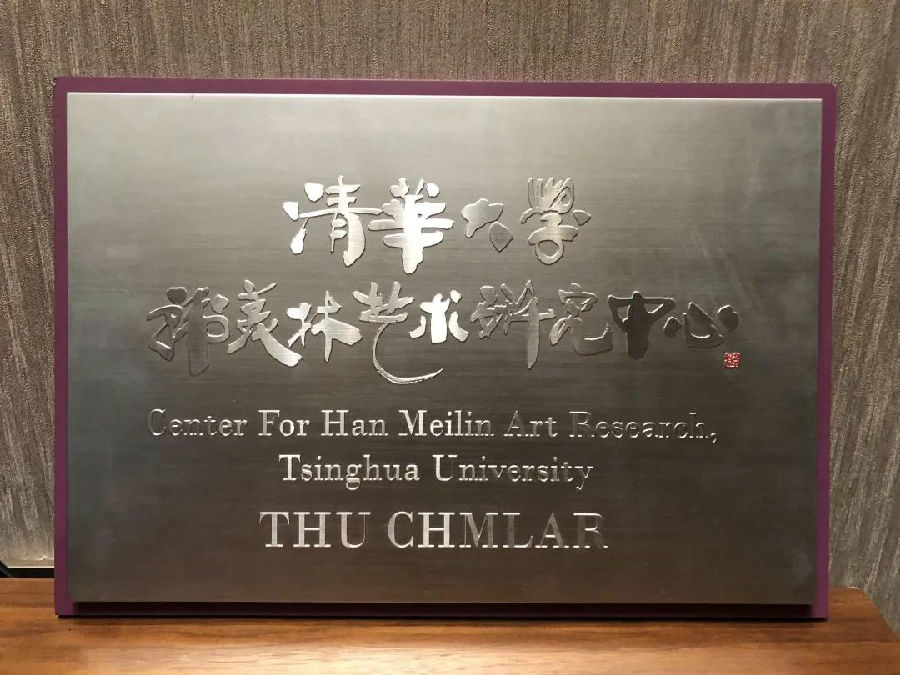 清華大學
韩美林艺术研究中心
Center For Han Meilin Art Research,
Tsinghua University
THU CHMLAR